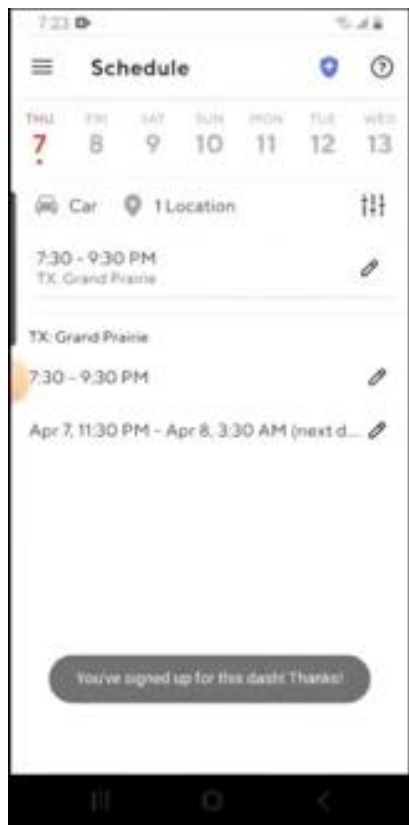 7:23
Schedule
THU FRI SAT SUN MON TUE WED
7 8 9 10 11 12 13
Car 1 Location
7:30 - 9:30 PM
TX: Grand Prairie
TX: Grand Prairie
7:30 - 9:30 PM
Apr 7, 11:30 PM - Apr 8, 3:30 AM (next d...
You've signed up for this dash! Thanks!